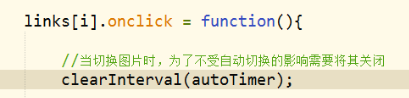 links[i].onclick = function(){
//当切换图片时，为了不受自动切换的影响需要将其关闭
clearInterval(autoTimer);